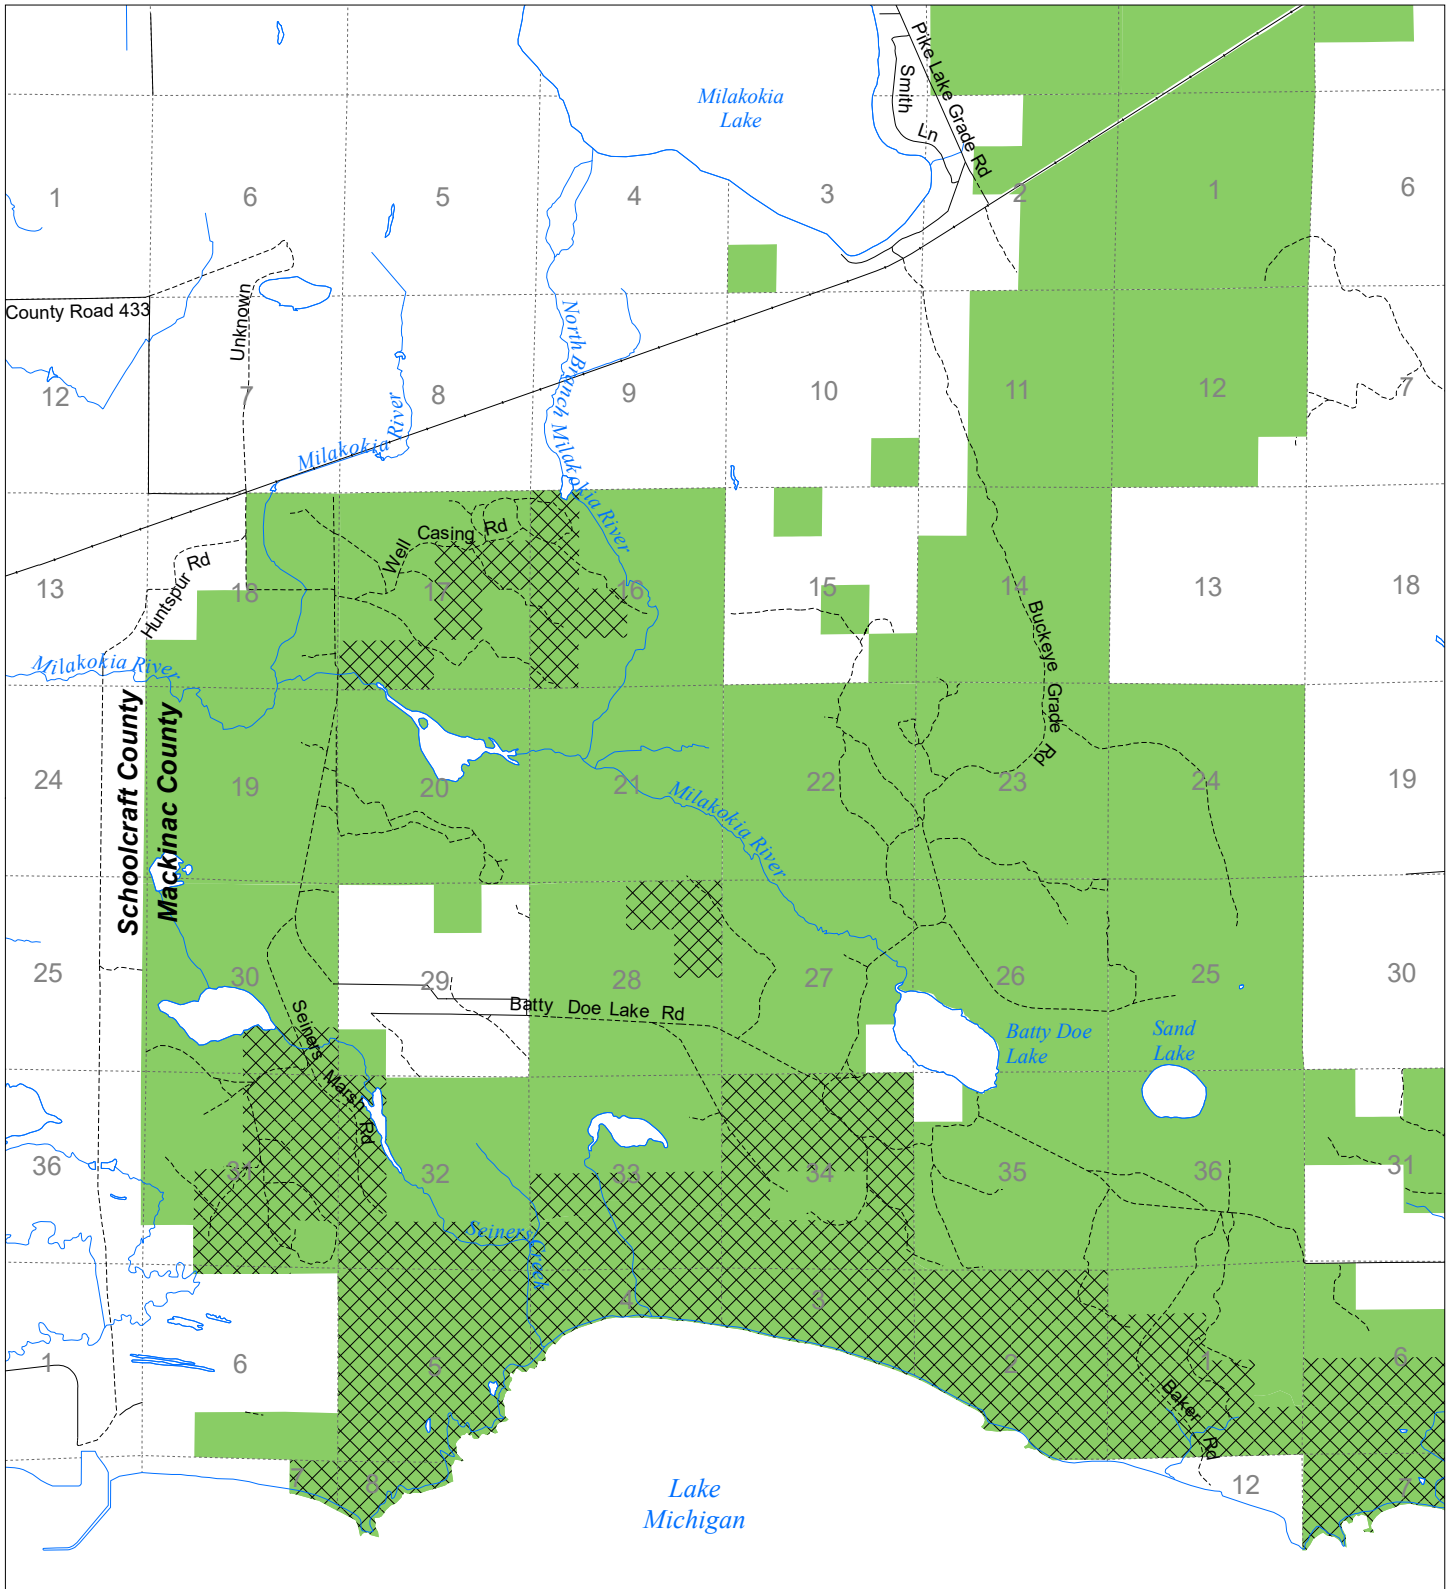 Pike Lake Grade Rd
Smith
Ln
Milakokia
Lake
1
6
5
4
3
2
1
6
County Road 433
Unknown
North Branch Milakokia River
12
7
8
9
10
11
12
7
Milakokia River
Well Casing Rd
13
Huntspur Rd
18
17
16
15
14
13
18
Buckeye Grade Rd
Milakokia River
Schoolcraft County
Mackinac County
24
19
20
21
22
23
24
19
Milakokia River
25
30
29
28
27
26
25
30
Seiners Marsh Rd
Batty Doe Lake Rd
Batty Doe
Lake
Sand
Lake
36
31
32
33
34
35
36
31
Seiners Creek
1
6
5
4
3
2
1
6
Baker Rd
7
8
12
7
Lake
Michigan